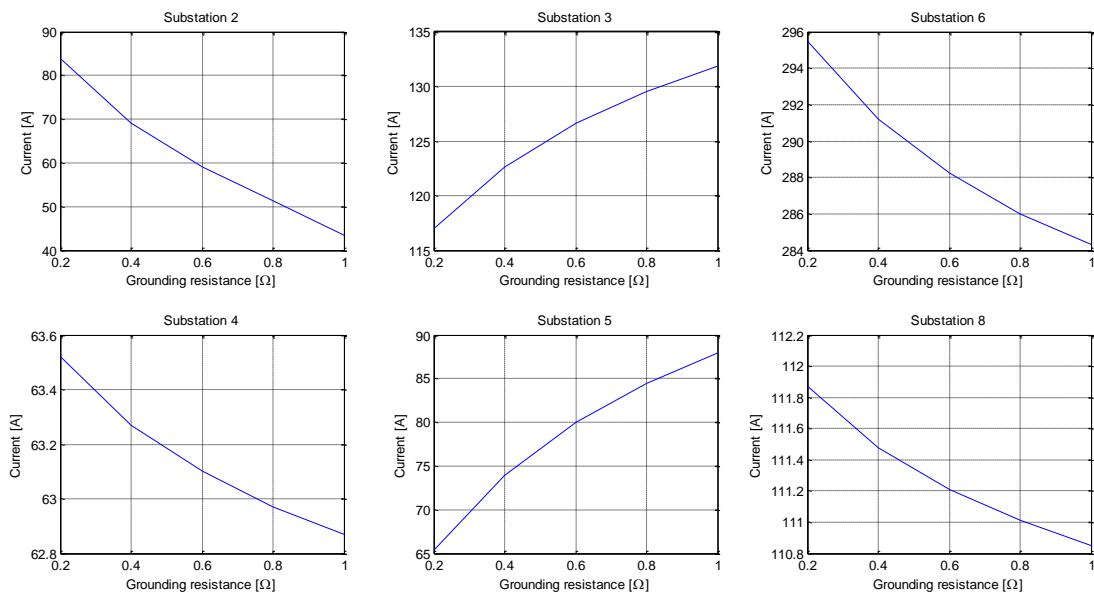 Substation 2
90
80
70
60
50
40
Current [A]
0.2 0.4 0.6 0.8 1
Grounding resistance [Ω]
Substation 3
135
130
125
120
115
Current [A]
0.2 0.4 0.6 0.8 1
Grounding resistance [Ω]
Substation 6
296
294
292
290
288
286
284
Current [A]
0.2 0.4 0.6 0.8 1
Grounding resistance [Ω]
Substation 4
63.6
63.4
63.2
63
62.8
Current [A]
0.2 0.4 0.6 0.8 1
Grounding resistance [Ω]
Substation 5
90
85
80
75
70
65
Current [A]
0.2 0.4 0.6 0.8 1
Grounding resistance [Ω]
Substation 8
112.2
112
111.8
111.6
111.4
111.2
111
110.8
Current [A]
0.2 0.4 0.6 0.8 1
Grounding resistance [Ω]